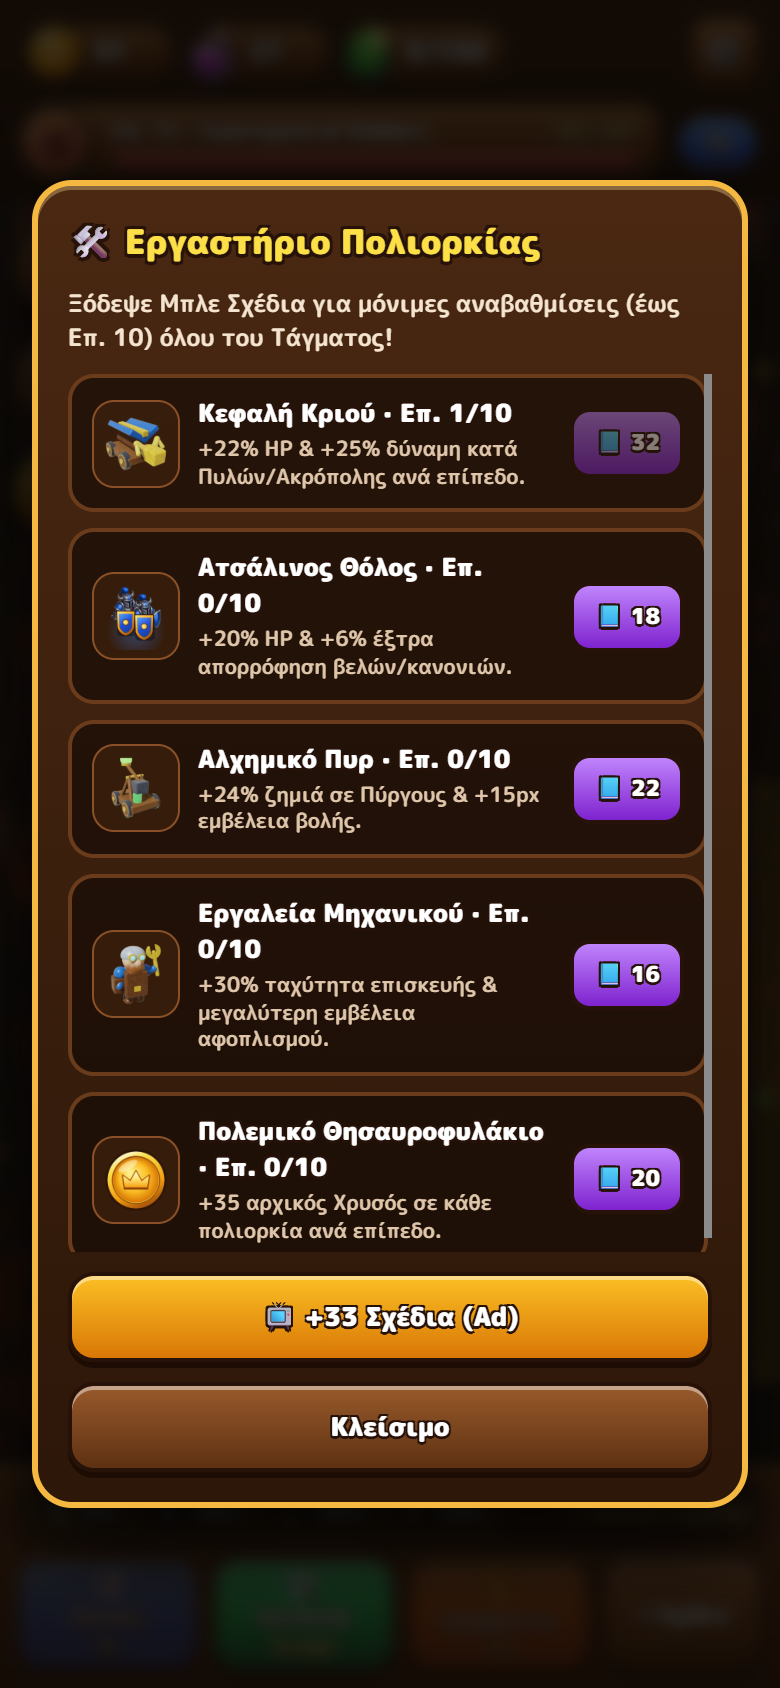 Εργαστήριο Πολιορκίας
Ξόδεψε Μπλε Σχέδια για μόνιμες αναβαθμίσεις (έως
Επ. 10) όλου του Τάγματος!
Κεφαλή Κριού · Επ. 1/10
+22% HP & +25% δύναμη κατά
Πυλών/Ακρόπολης ανά επίπεδο.
32
Ατσάλινος Θόλος · Επ.
0/10
+20% HP & +6% έξτρα
απορρόφηση βελών/κανονιών.
18
Αλχημικό Πυρ · Επ. 0/10
+24% ζημιά σε Πύργους & +15px
εμβέλεια βολής.
22
Εργαλεία Μηχανικού · Επ.
0/10
+30% ταχύτητα επισκευής &
μεγαλύτερη εμβέλεια
αφοπλισμού.
16
Πολεμικό Θησαυροφυλάκιο
· Επ. 0/10
+35 αρχικός Χρυσός σε κάθε
πολιορκία ανά επίπεδο.
20
+33 Σχέδια (Ad)
Κλείσιμο